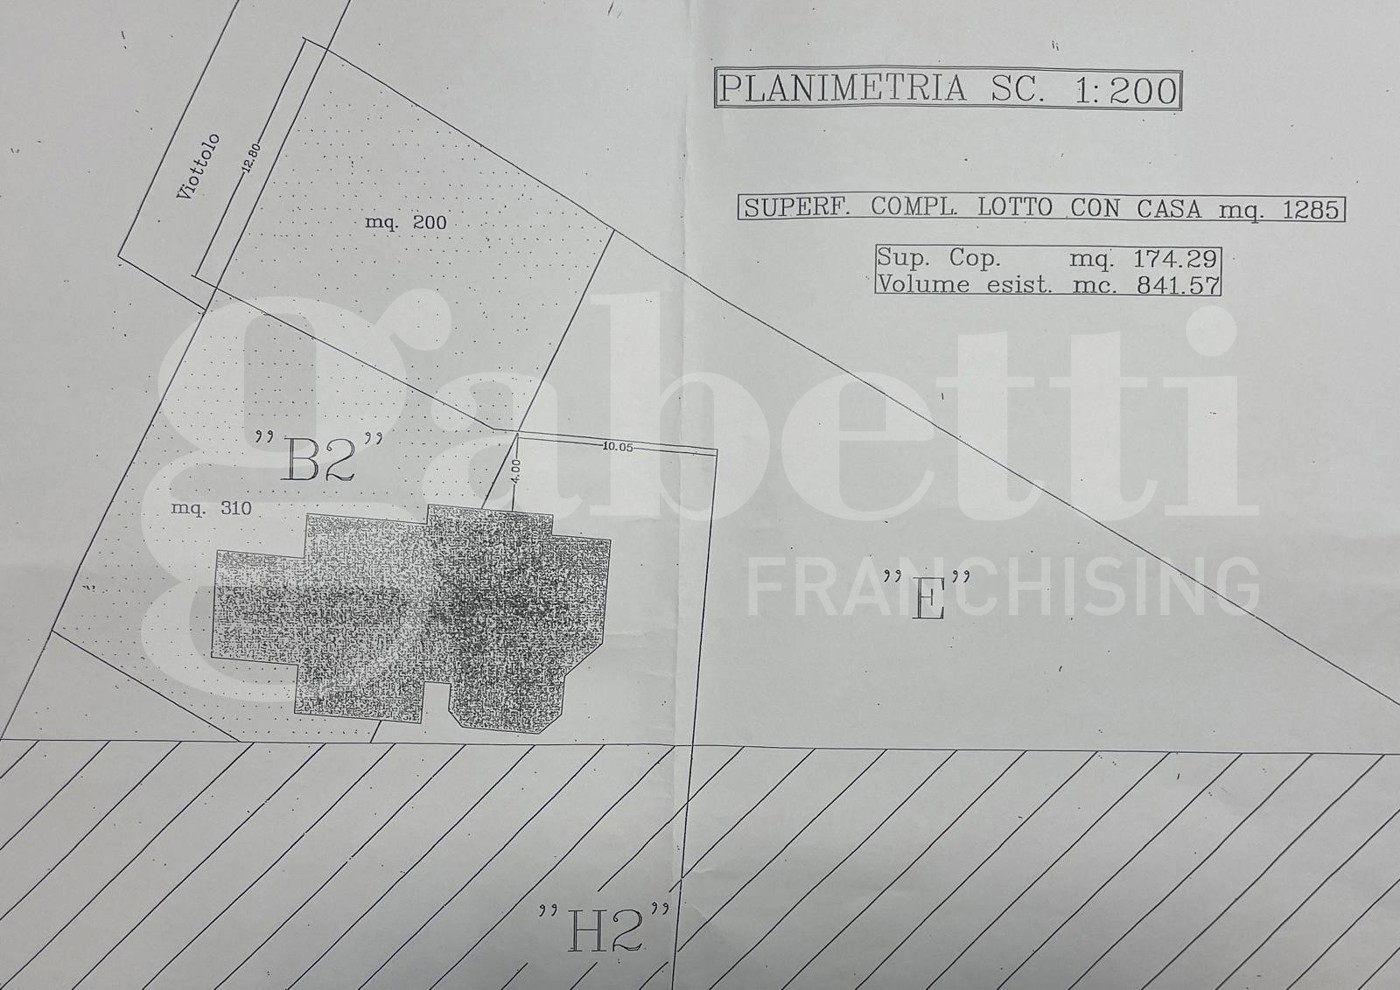 PLANIMETRIA SC. 1:200
Viottolo
12.80
mq. 200
SUPERF. COMPL. LOTTO CON CASA mq. 1285
Sup. Cop. mq. 174.29
Volume esist. mc. 841.57
gabetti
FRANCHISING
"B2"
10.05
4.00
mq. 310
"E"
"H2"